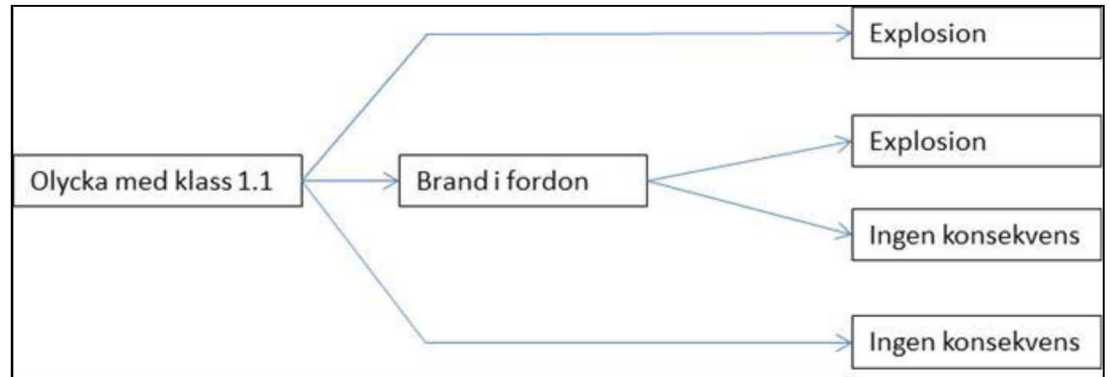 Explosion
Explosion
Olycka med klass 1.1
Brand i fordon
Ingen konsekvens
Ingen konsekvens